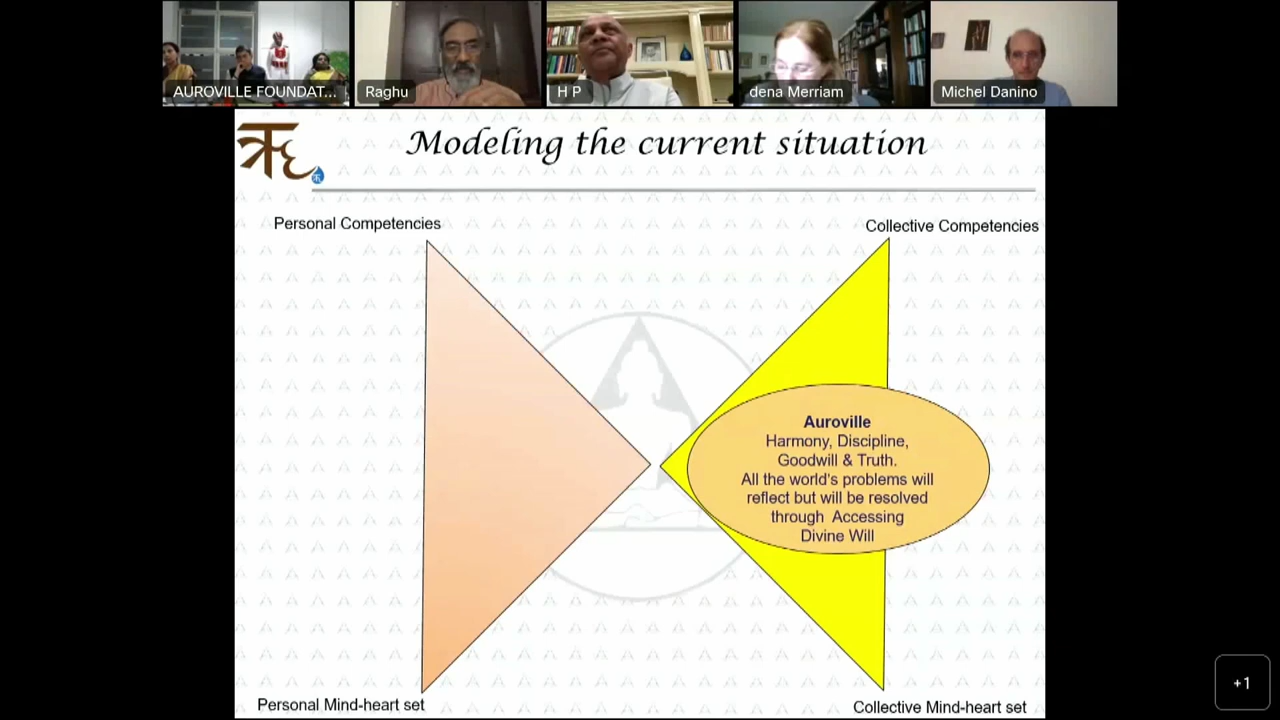 AUROVILLE FOUNDAT...
Raghu
H P
dena Merriam
Michel Danino
Modeling the current situation
Personal Competencies
Collective Competencies
Auroville
Harmony, Discipline,
Goodwill & Truth.
All the world's problems will
reflect but will be resolved
through Accessing
Divine Will
Personal Mind-heart set
Collective Mind-heart set
+1